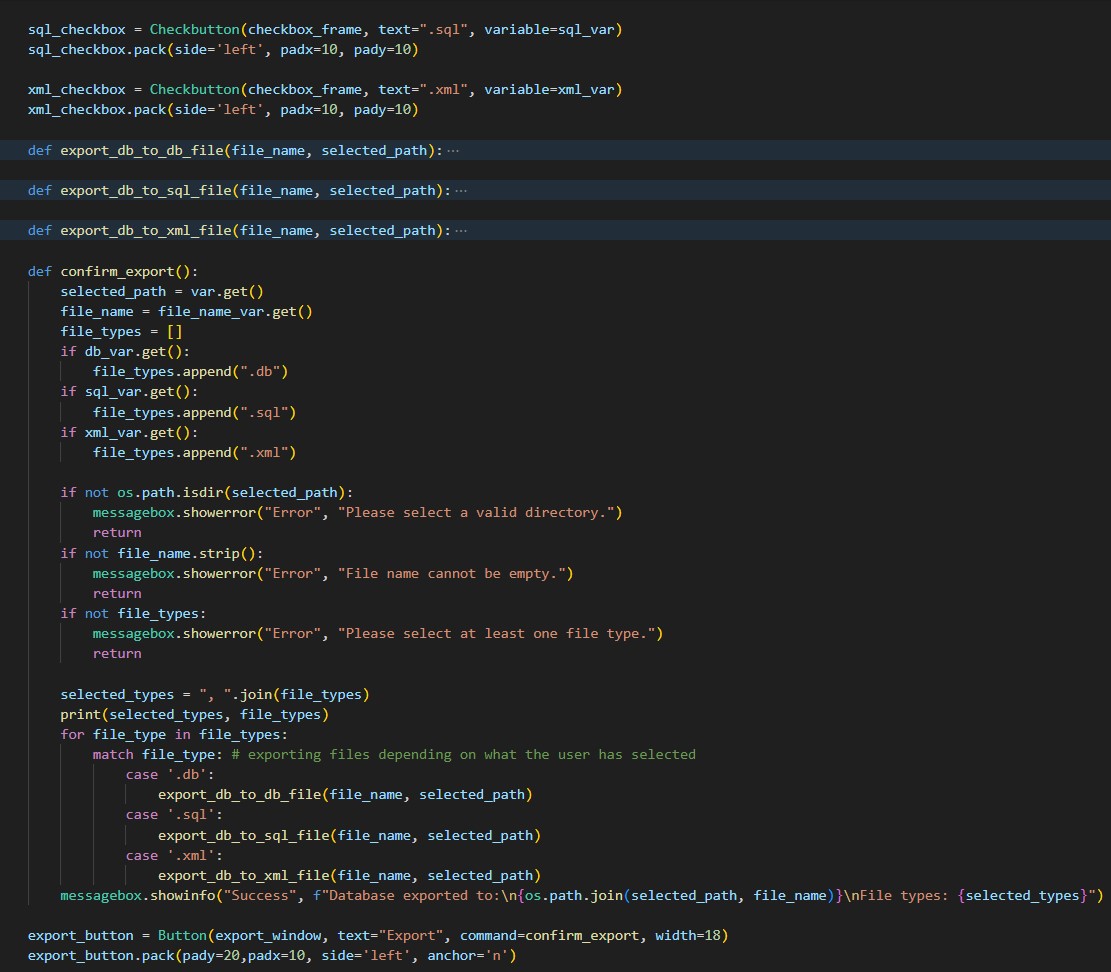 sql_checkbox = Checkbutton(checkbox_frame, text=".sql", variable=sql_var)
sql_checkbox.pack(side='left', padx=10, pady=10)
xml_checkbox = Checkbutton(checkbox_frame, text=".xml", variable=xml_var)
xml_checkbox.pack(side='left', padx=10, pady=10)
def export_db_to_db_file(file_name, selected_path): ···
def export_db_to_sql_file(file_name, selected_path): ···
def export_db_to_xml_file(file_name, selected_path): ···
def confirm_export():
    selected_path = var.get()
    file_name = file_name_var.get()
    file_types = []
    if db_var.get():
        file_types.append(".db")
    if sql_var.get():
        file_types.append(".sql")
    if xml_var.get():
        file_types.append(".xml")
    if not os.path.isdir(selected_path):
        messagebox.showerror("Error", "Please select a valid directory.")
        return
    if not file_name.strip():
        messagebox.showerror("Error", "File name cannot be empty.")
        return
    if not file_types:
        messagebox.showerror("Error", "Please select at least one file type.")
        return
    selected_types = ", ".join(file_types)
    print(selected_types, file_types)
    for file_type in file_types:
        match file_type: # exporting files depending on what the user has selected
            case '.db':
                export_db_to_db_file(file_name, selected_path)
            case '.sql':
                export_db_to_sql_file(file_name, selected_path)
            case '.xml':
                export_db_to_xml_file(file_name, selected_path)
    messagebox.showinfo("Success", f"Database exported to:\n{os.path.join(selected_path, file_name)}\nFile types: {selected_types}")
export_button = Button(export_window, text="Export", command=confirm_export, width=18)
export_button.pack(pady=20,padx=10, side='left', anchor='n')